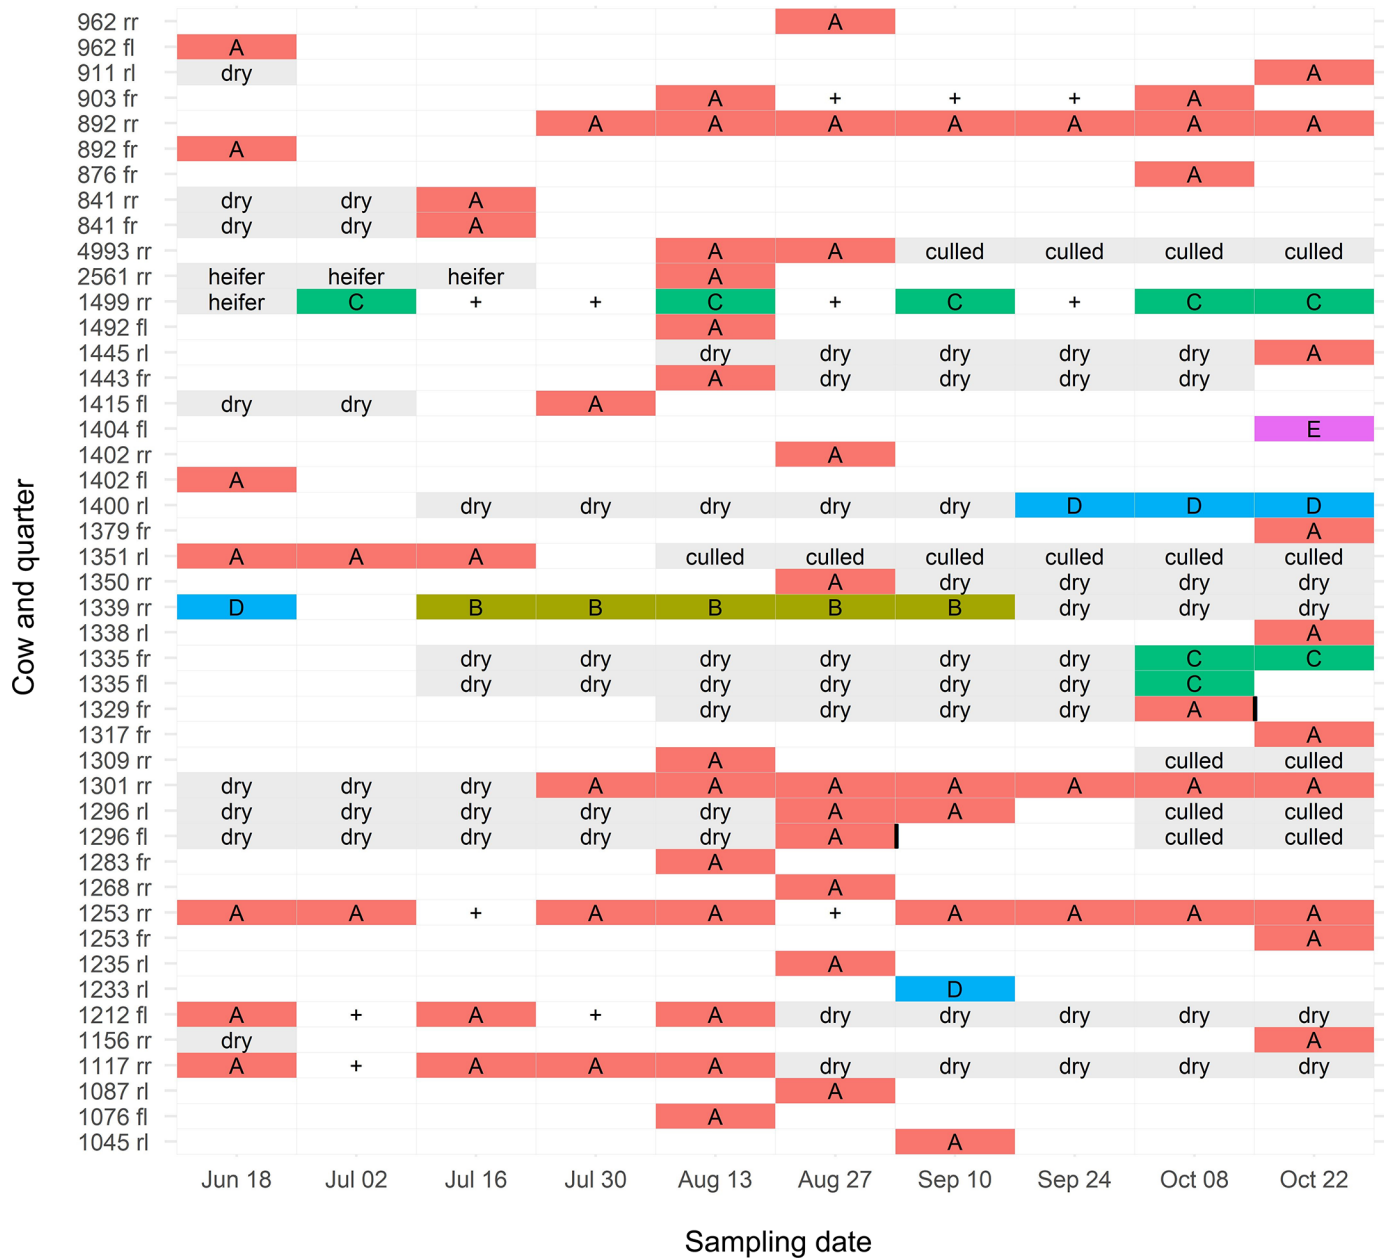 962 rr A
962 fl A
911 rl dry A
903 fr A + + + A
892 rr A A A A A A A
892 fr A
876 fr A
841 rr dry dry A
841 fr dry dry A
4993 rr A A culled culled culled culled
2561 rr heifer heifer heifer A
1499 rr heifer C + + C + C + C C
1492 fl A
1445 rl dry dry dry dry dry A
1443 fr A dry dry dry dry
1415 fl dry dry A
1404 fl E
1402 rr A
1402 fl A
1400 rl dry dry dry dry dry D D D
1379 fr A
1351 rl A A A culled culled culled culled culled culled
1350 rr A dry dry dry dry
1339 rr D B B B B B dry dry dry
1338 rl A
1335 fr dry dry dry dry dry dry C C
1335 fl dry dry dry dry dry dry C
1329 fr dry dry dry dry A
1317 fr A
1309 rr A culled culled
1301 rr dry dry dry A A A A A A A
1296 rl dry dry dry dry dry A A culled culled
1296 fl dry dry dry dry dry A culled culled
1283 fr A
1268 rr A
1253 rr A A + A A + A A A A
1253 fr A
1235 rl A
1233 rl D
1212 fl A + A + A dry dry dry dry dry
1156 rr dry A
1117 rr A + A A A dry dry dry dry dry
1087 rl A
1076 fl A
1045 rl A
Jun 18 Jul 02 Jul 16 Jul 30 Aug 13 Aug 27 Sep 10 Sep 24 Oct 08 Oct 22
Sampling date
Cow and quarter